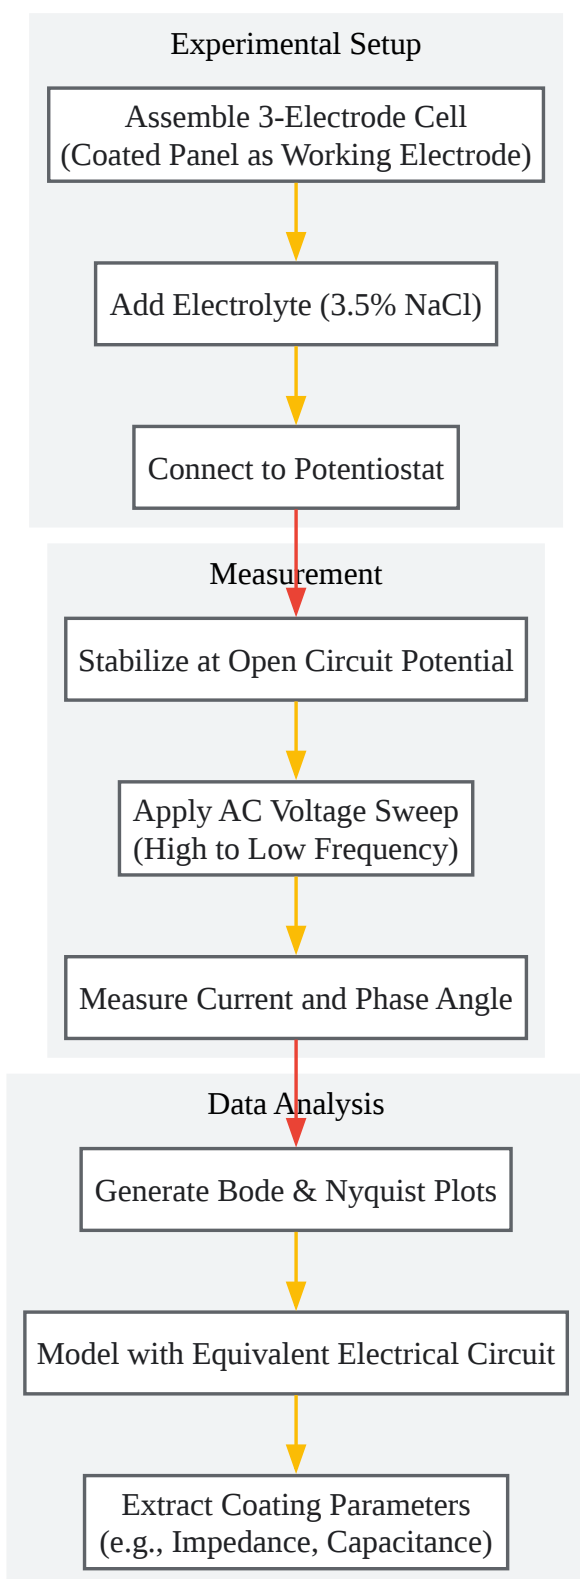 Experimental Setup
Assemble 3-Electrode Cell
(Coated Panel as Working Electrode)
Add Electrolyte (3.5% NaCl)
Connect to Potentiostat
Measurement
Stabilize at Open Circuit Potential
Apply AC Voltage Sweep
(High to Low Frequency)
Measure Current and Phase Angle
Data Analysis
Generate Bode & Nyquist Plots
Model with Equivalent Electrical Circuit
Extract Coating Parameters
(e.g., Impedance, Capacitance)